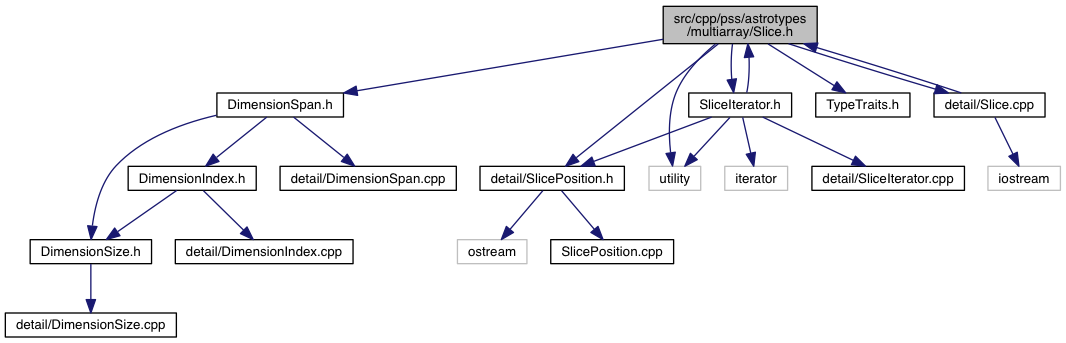 src/cpp/pss/astrotypes
/multiarray/Slice.h
DimensionSpan.h
SliceIterator.h
TypeTraits.h
detail/Slice.cpp
DimensionIndex.h
detail/DimensionSpan.cpp
detail/SlicePosition.h
utility
iterator
detail/SliceIterator.cpp
iostream
DimensionSize.h
detail/DimensionIndex.cpp
ostream
SlicePosition.cpp
detail/DimensionSize.cpp